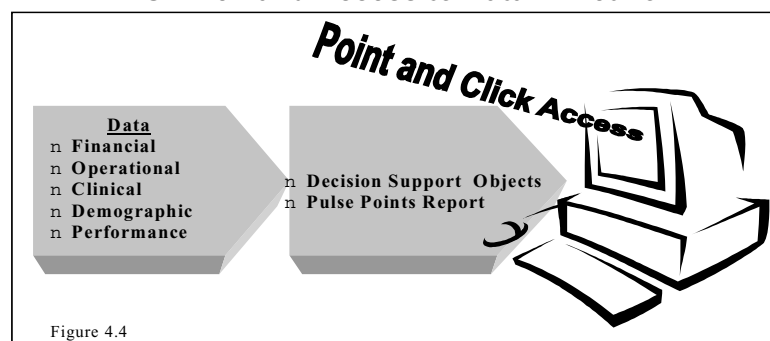 Point and Click Access
Data
n Financial
n Operational
n Clinical
n Demographic
n Performance
n Decision Support Objects
n Pulse Points Report
Figure 4.4